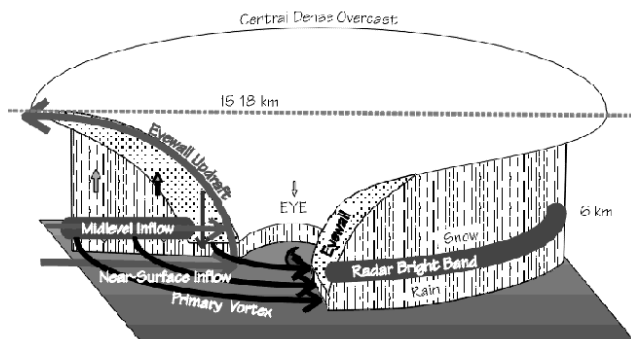 Central Dense Overcast
15 18 km
Eyewall Updraft
EYE
Eyewall
6 km
Midlevel Inflow
Snow
Radar Bright Band
Near-Surface Inflow
Rain
Primary Vortex